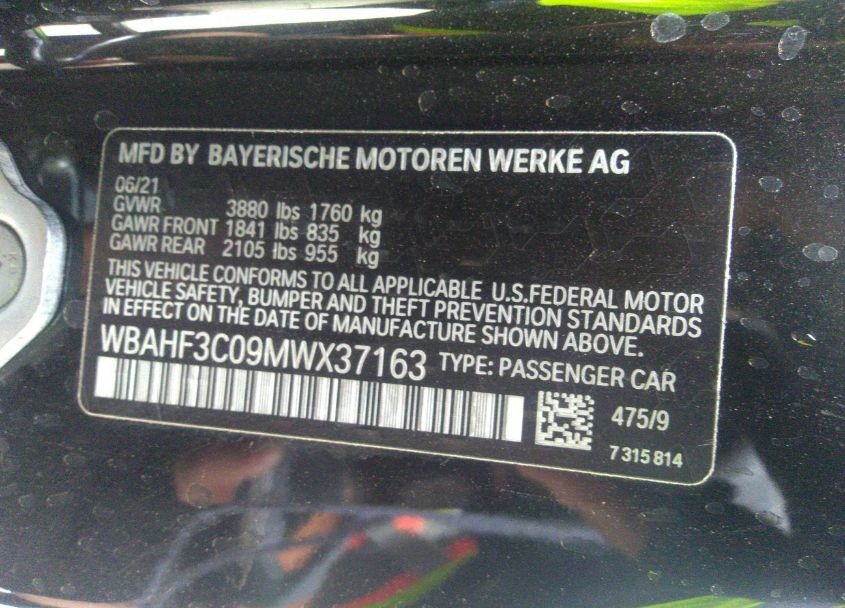 MFD BY BAYERISCHE MOTOREN WERKE AG
06/21
GVWR 3880 lbs 1760 kg
GAWR FRONT 1841 lbs 835 kg
GAWR REAR 2105 lbs 955 kg
THIS VEHICLE CONFORMS TO ALL APPLICABLE U.S.FEDERAL MOTOR
VEHICLE SAFETY, BUMPER AND THEFT PREVENTION STANDARDS
IN EFFECT ON THE DATE OF MANUFACTURE SHOWN ABOVE.
WBAHF3C09MWX37163 TYPE: PASSENGER CAR
475/9
7 315 814